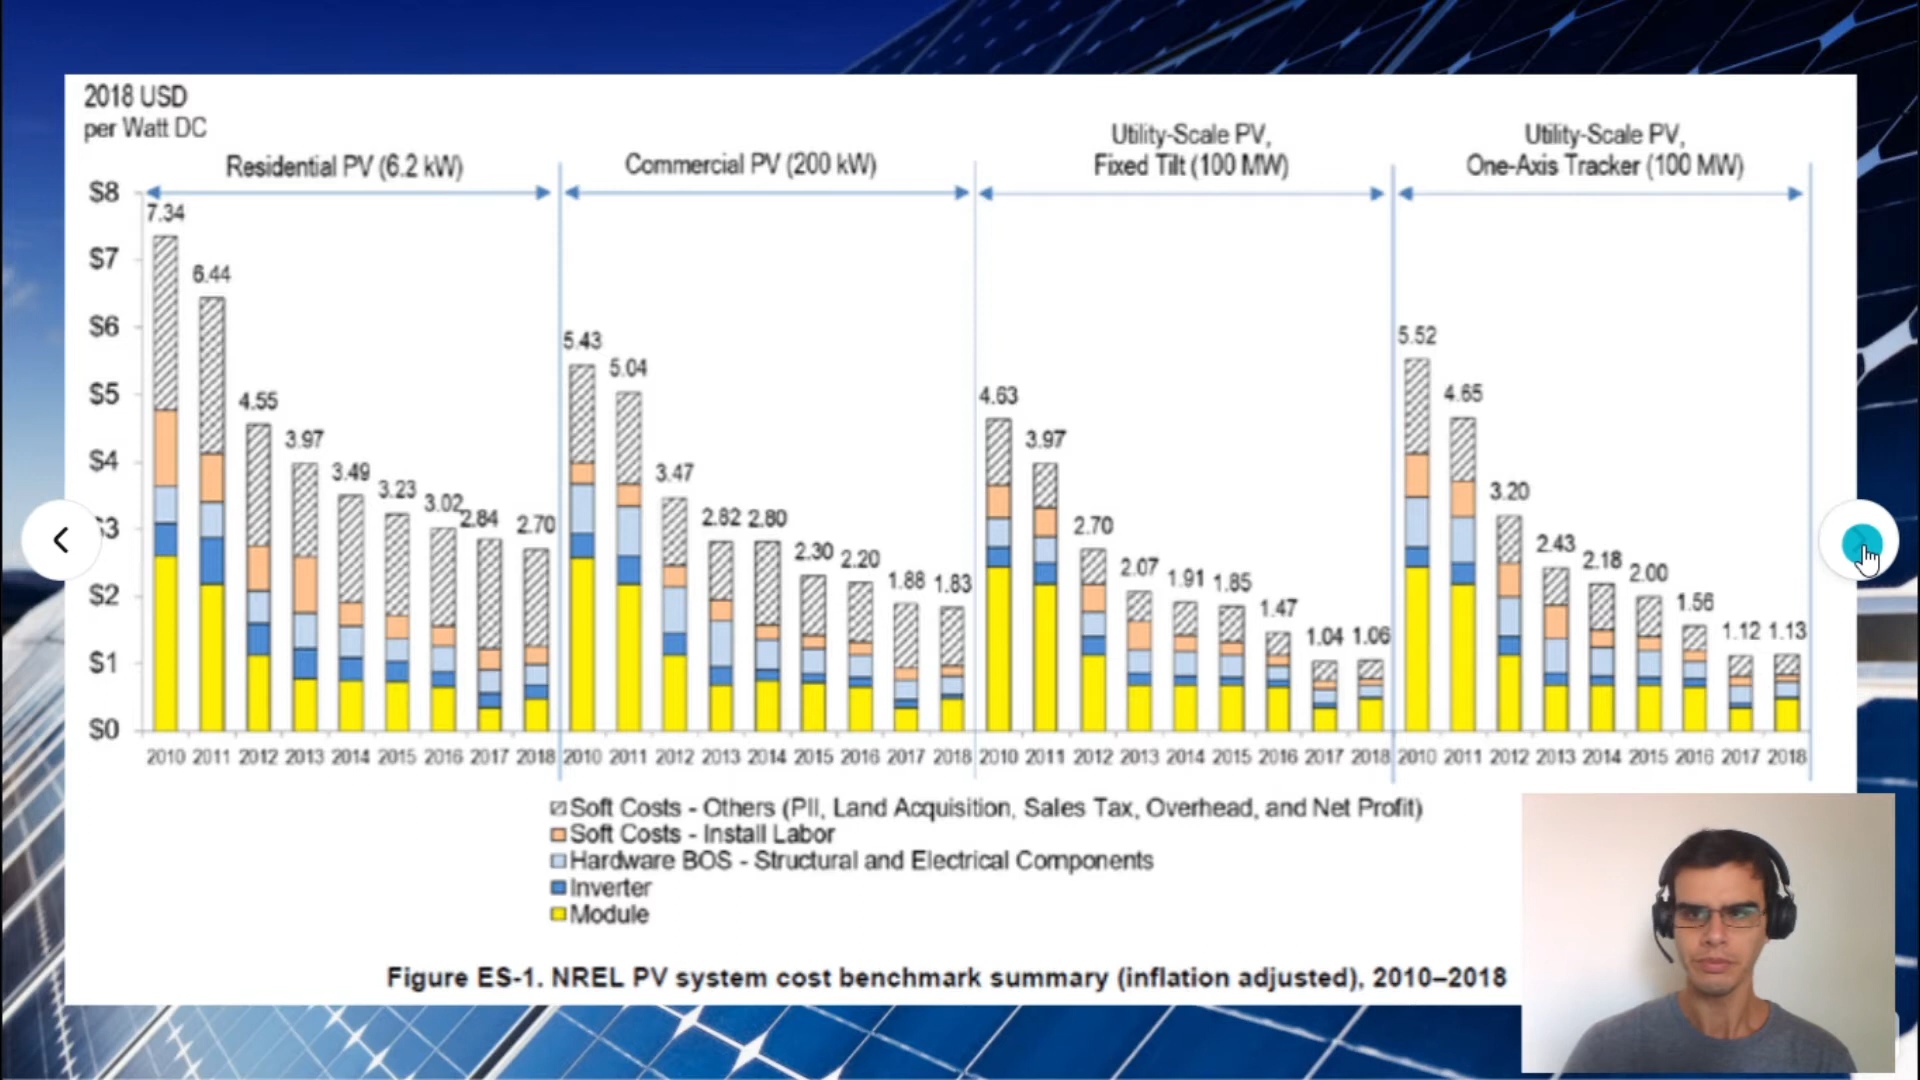 2018 USD
per Watt DC
Residential PV (6.2 kW)
Commercial PV (200 kW)
Utility-Scale PV,
Fixed Tilt (100 MW)
Utility-Scale PV,
One-Axis Tracker (100 MW)
$8
$7
$6
$5
$4
$3
$2
$1
$0
7.34
6.44
4.55
3.97
3.49
3.23
3.02
2.84
2.70
5.43
5.04
3.47
2.82
2.80
2.30
2.20
1.88
1.83
4.63
3.97
2.70
2.07
1.91
1.85
1.47
1.04
1.06
5.52
4.65
3.20
2.43
2.18
2.00
1.56
1.12
1.13
2010 2011 2012 2013 2014 2015 2016 2017 2018
2010 2011 2012 2013 2014 2015 2016 2017 2018
2010 2011 2012 2013 2014 2015 2016 2017 2018
2010 2011 2012 2013 2014 2015 2016 2017 2018
Soft Costs - Others (PII, Land Acquisition, Sales Tax, Overhead, and Net Profit)
Soft Costs - Install Labor
Hardware BOS - Structural and Electrical Components
Inverter
Module
Figure ES-1. NREL PV system cost benchmark summary (inflation adjusted), 2010–2018